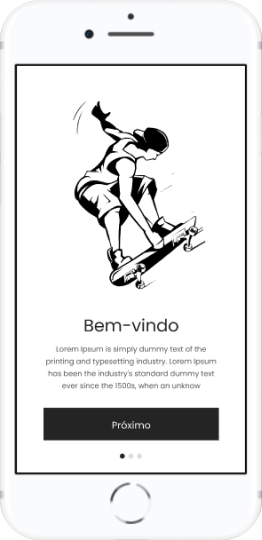 Bem-vindo
Lorem Ipsum is simply dummy text of the
printing and typesetting industry. Lorem Ipsum
has been the industry's standard dummy text
ever since the 1500s, when an unknow
Próximo